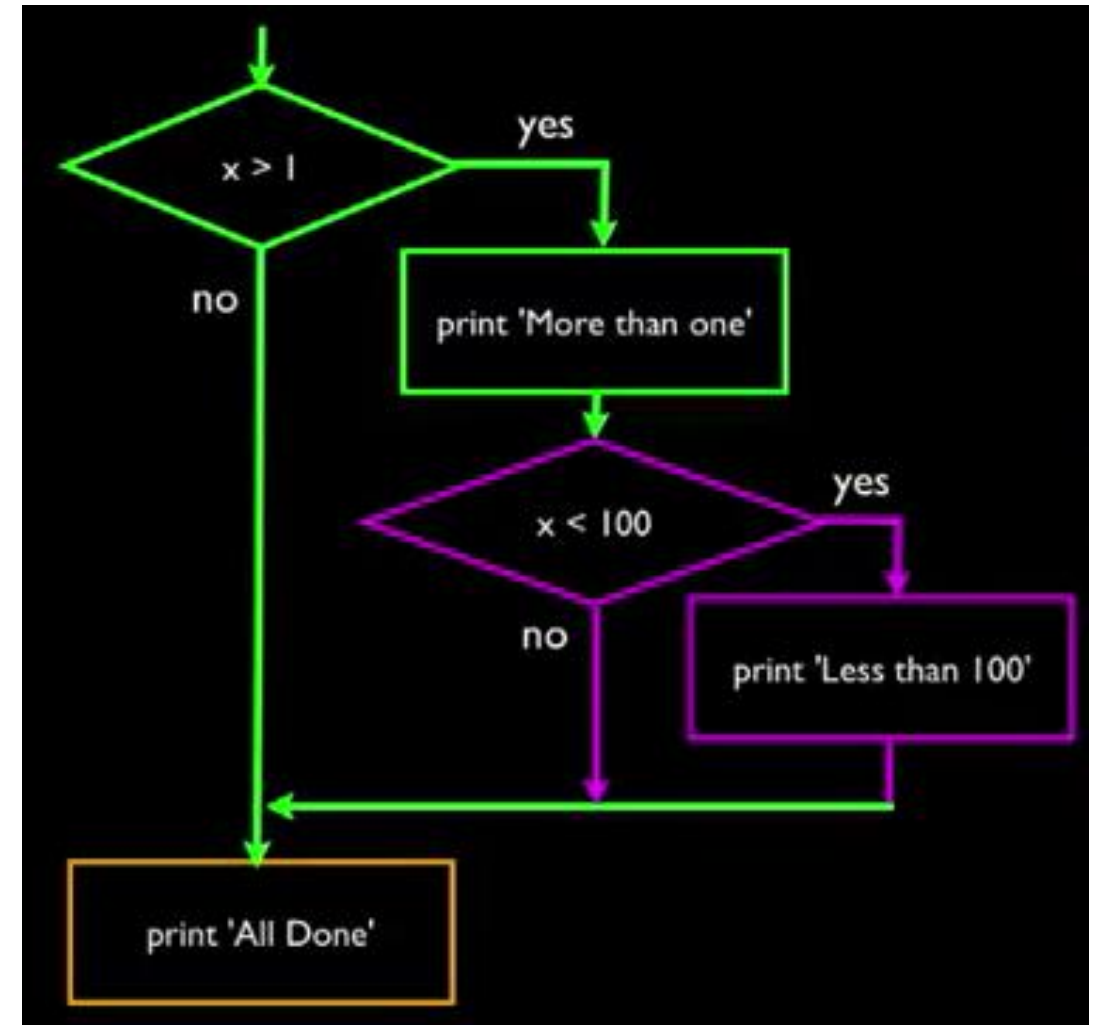 x > 1
yes
no
print 'More than one'
x < 100
yes
no
print 'Less than 100'
print 'All Done'